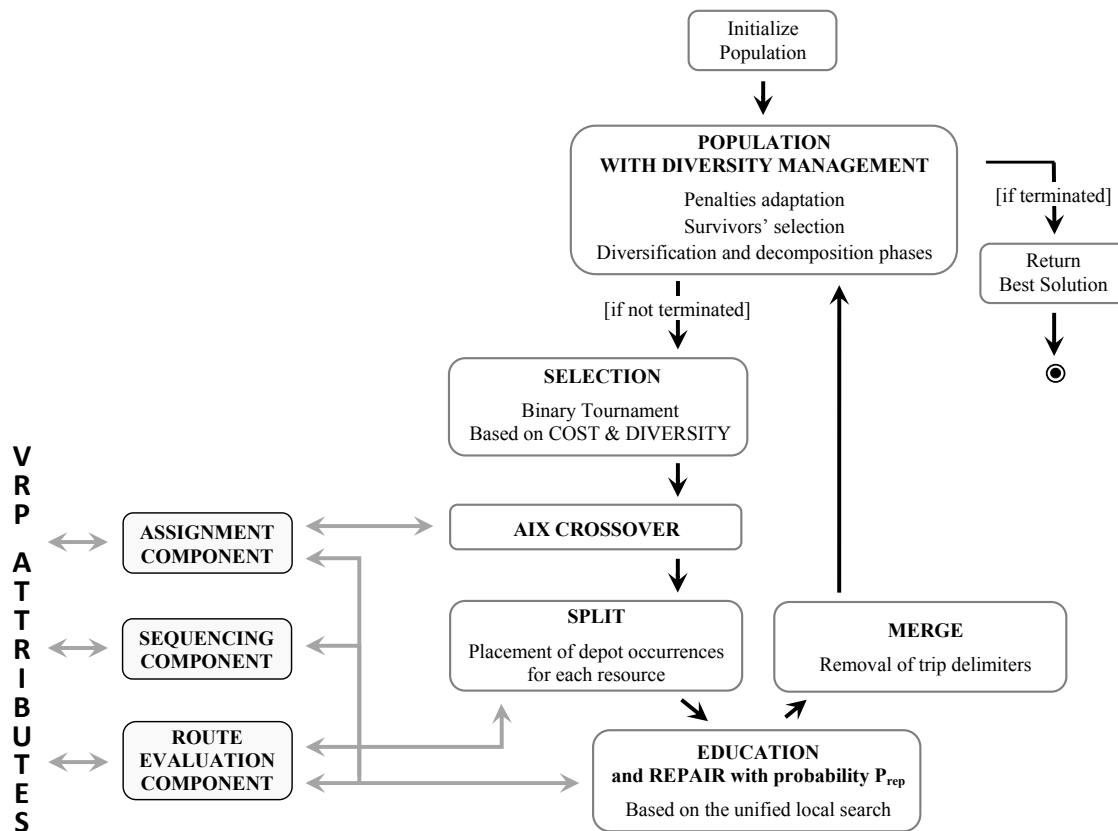 Initialize
Population
POPULATION
WITH DIVERSITY MANAGEMENT
Penalties adaptation
Survivors’ selection
Diversification and decomposition phases
[if terminated]
Return
Best Solution
[if not terminated]
SELECTION
Binary Tournament
Based on COST & DIVERSITY
VRP ATTRIBUTES
ASSIGNMENT
COMPONENT
AIX CROSSOVER
SPLIT
Placement of depot occurrences
for each resource
MERGE
Removal of trip delimiters
SEQUENCING
COMPONENT
ROUTE
EVALUATION
COMPONENT
EDUCATION
and REPAIR with probability Prep
Based on the unified local search